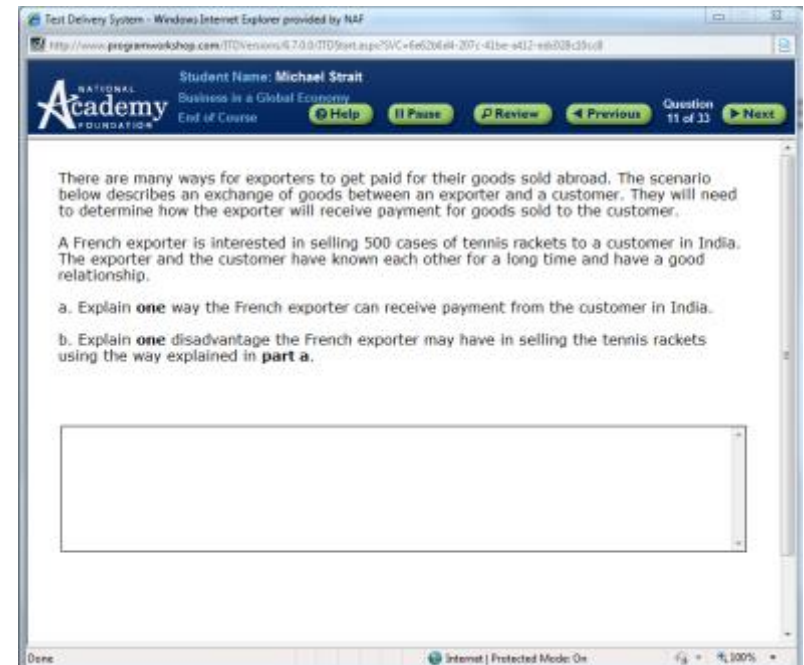 Test Delivery System - Windows Internet Explorer provided by NAF
Student Name: Michael Strait
NATIONAL
Academy
FOUNDATION
Business in a Global Economy
End of Course
Help
Pause
Review
Previous
Question
11 of 33
Next
There are many ways for exporters to get paid for their goods sold abroad. The scenario
below describes an exchange of goods between an exporter and a customer. They will need
to determine how the exporter will receive payment for goods sold to the customer.
A French exporter is interested in selling 500 cases of tennis rackets to a customer in India.
The exporter and the customer have known each other for a long time and have a good
relationship.
a. Explain one way the French exporter can receive payment from the customer in India.
b. Explain one disadvantage the French exporter may have in selling the tennis rackets
using the way explained in part a.
Done
Internet | Protected Mode: On
100%